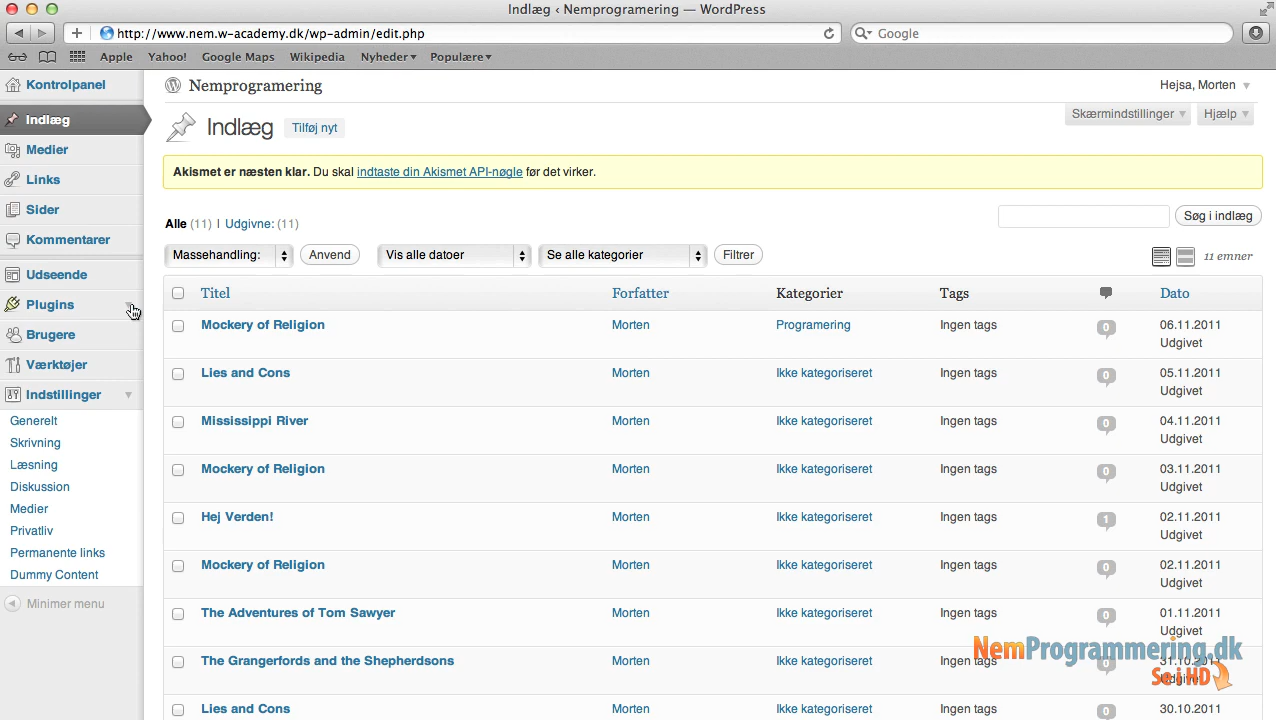 Indlæg ‹ Nemprogramering — WordPress
http://www.nem.w-academy.dk/wp-admin/edit.php
Google
Apple Yahoo! Google Maps Wikipedia Nyheder▾ Populære▾
Kontrolpanel
Indlæg
Medier
Links
Sider
Kommentarer
Udseende
Plugins
Brugere
Værktøjer
Indstillinger
Generelt
Skrivning
Læsning
Diskussion
Medier
Privatliv
Permanente links
Dummy Content
Minimer menu
Nemprogramering
Hejsa, Morten
Skærmindstillinger
Hjælp
Indlæg Tilføj nyt
Akismet er næsten klar. Du skal indtaste din Akismet API-nøgle før det virker.
Alle (11) | Udgivne: (11)
Søg i indlæg
Massehandling: Anvend Vis alle datoer Se alle kategorier Filtrer
11 emner
Titel Forfatter Kategorier Tags Dato
Mockery of Religion Morten Programering Ingen tags 0 06.11.2011
Udgivet
Lies and Cons Morten Ikke kategoriseret Ingen tags 0 05.11.2011
Udgivet
Mississippi River Morten Ikke kategoriseret Ingen tags 0 04.11.2011
Udgivet
Mockery of Religion Morten Ikke kategoriseret Ingen tags 0 03.11.2011
Udgivet
Hej Verden! Morten Ikke kategoriseret Ingen tags 1 02.11.2011
Udgivet
Mockery of Religion Morten Ikke kategoriseret Ingen tags 0 02.11.2011
Udgivet
The Adventures of Tom Sawyer Morten Ikke kategoriseret Ingen tags 0 01.11.2011
Udgivet
The Grangerfords and the Shepherdsons Morten Ikke kategoriseret Ingen tags 0 31.10.2011
Udgivet
Lies and Cons Morten Ikke kategoriseret Ingen tags 0 30.10.2011
NemProgrammering.dk
Se i HD